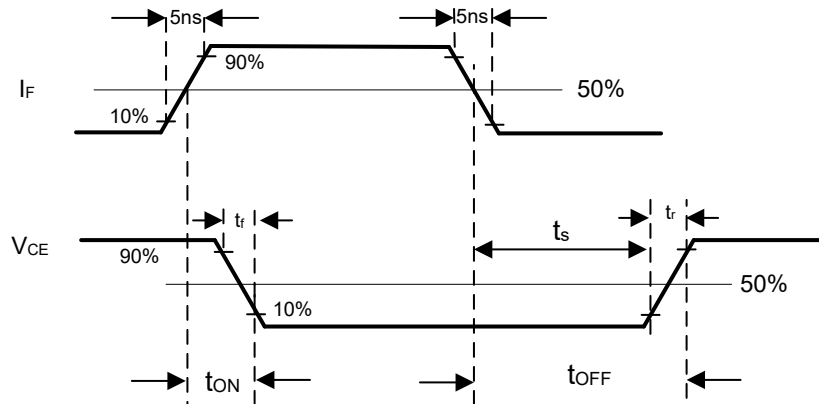 5ns 5ns
90%
IF 50%
10%
tf tr
VCE ts
90%
50%
10%
tON tOFF